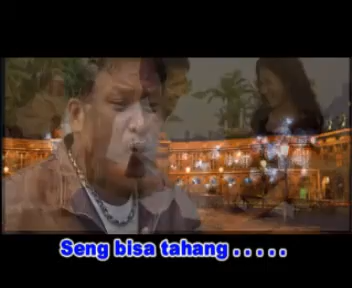 Seng bisa tahang . . . . .